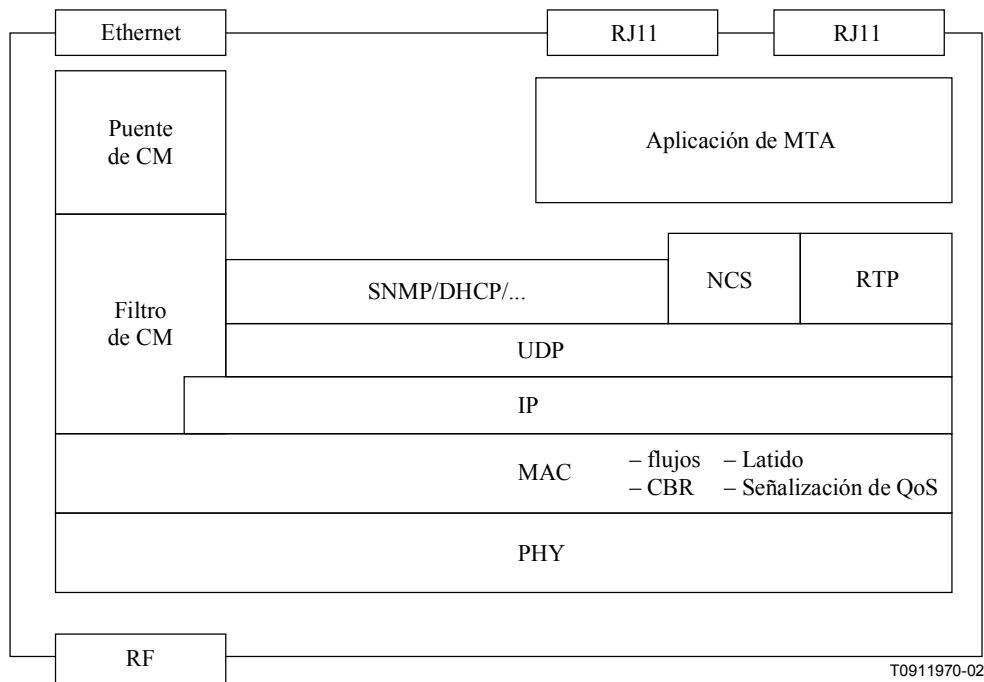 Ethernet
RJ11
RJ11
Puente
de CM
Aplicación de MTA
Filtro
de CM
SNMP/DHCP/...
NCS
RTP
UDP
IP
MAC
– flujos – Latido
– CBR – Señalización de QoS
PHY
RF
T0911970-02